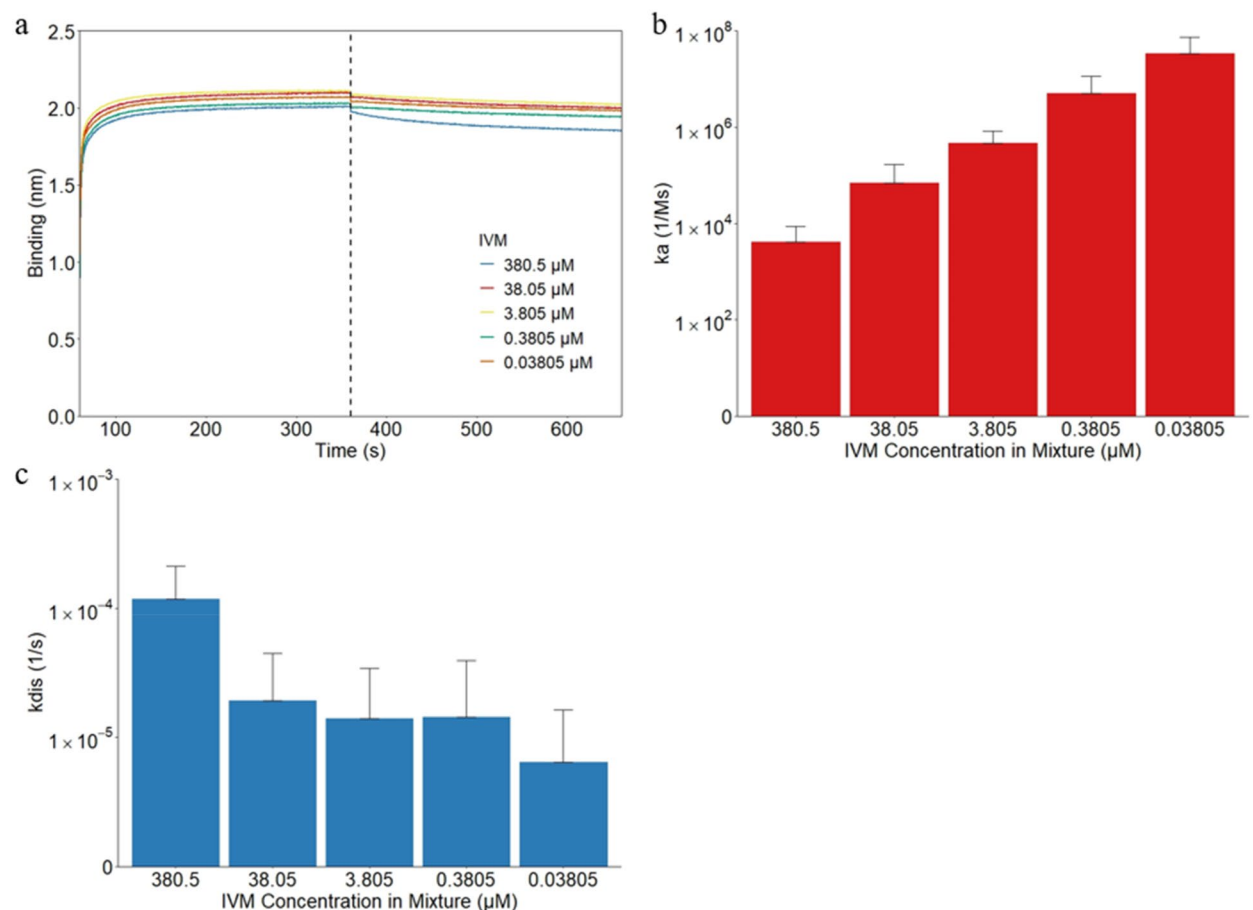 a
2.5
2.0
1.5
1.0
0.5
0.0
Binding (nm)
100 200 300 400 500 600
Time (s)
IVM
380.5 µM
38.05 µM
3.805 µM
0.3805 µM
0.03805 µM
b
1 × 10⁸
1 × 10⁶
1 × 10⁴
1 × 10²
0
ka (1/Ms)
380.5 38.05 3.805 0.3805 0.03805
IVM Concentration in Mixture (µM)
c
1 × 10⁻³
1 × 10⁻⁴
1 × 10⁻⁵
0
kdis (1/s)
380.5 38.05 3.805 0.3805 0.03805
IVM Concentration in Mixture (µM)